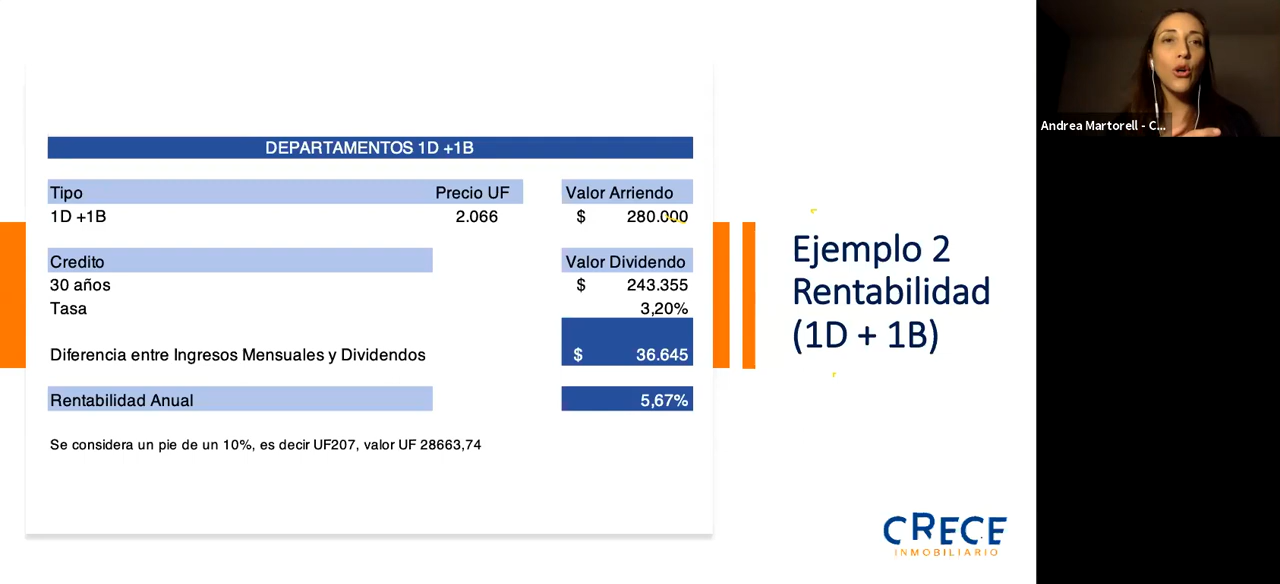 DEPARTAMENTOS 1D +1B
Tipo Precio UF Valor Arriendo
1D +1B 2.066 $ 280.000
Credito Valor Dividendo
30 años $ 243.355
Tasa 3,20%
Diferencia entre Ingresos Mensuales y Dividendos $ 36.645
Rentabilidad Anual 5,67%
Se considera un pie de un 10%, es decir UF207, valor UF 28663,74
Ejemplo 2
Rentabilidad
(1D + 1B)
CRECE
INMOBILIARIO
Andrea Martorell - C...